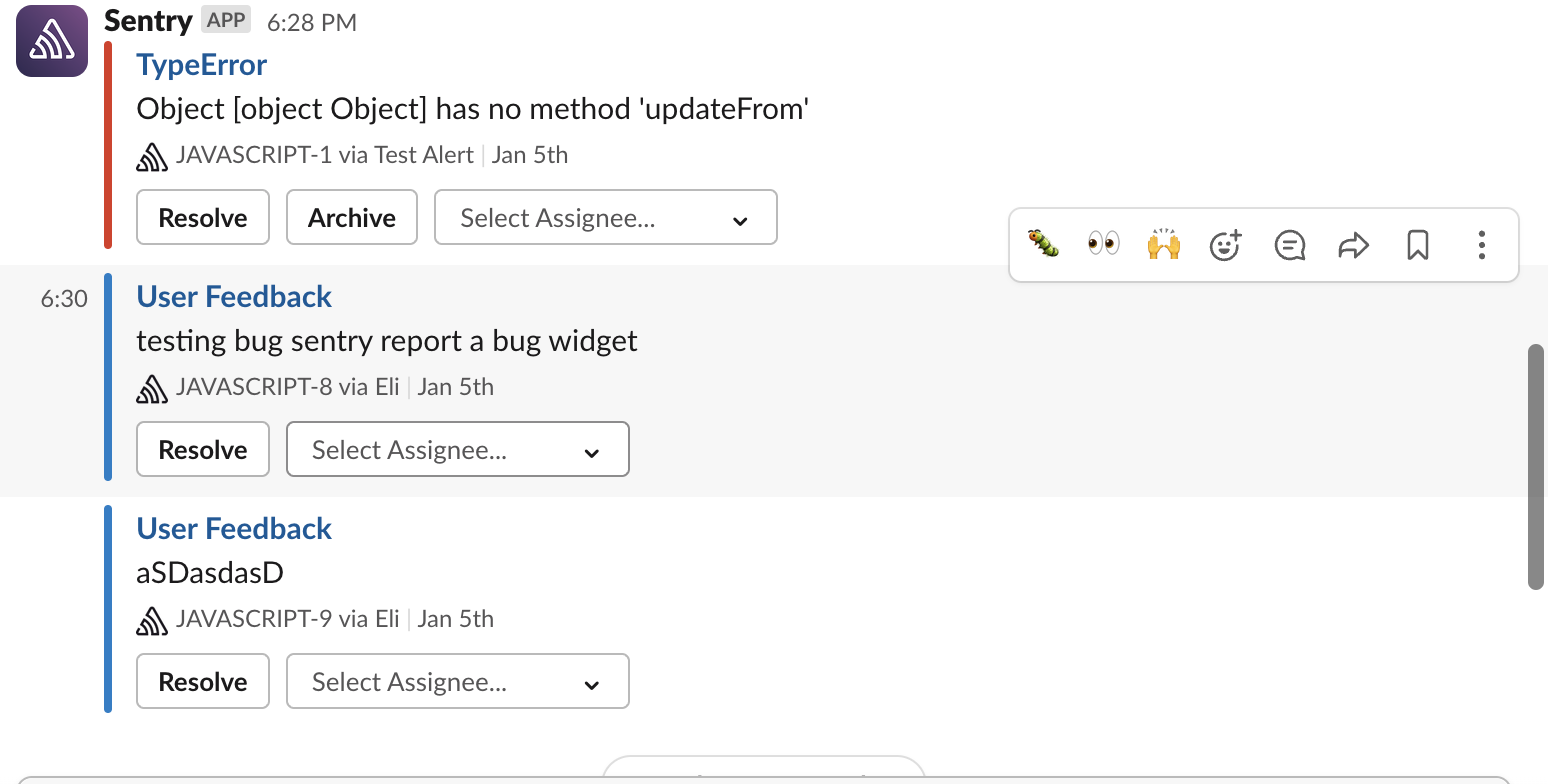 Sentry APP 6:28 PM
TypeError
Object [object Object] has no method 'updateFrom'
JAVASCRIPT-1 via Test Alert | Jan 5th
Resolve Archive Select Assignee...
6:30 User Feedback
testing bug sentry report a bug widget
JAVASCRIPT-8 via Eli | Jan 5th
Resolve Select Assignee...
User Feedback
aSDasdasD
JAVASCRIPT-9 via Eli | Jan 5th
Resolve Select Assignee...